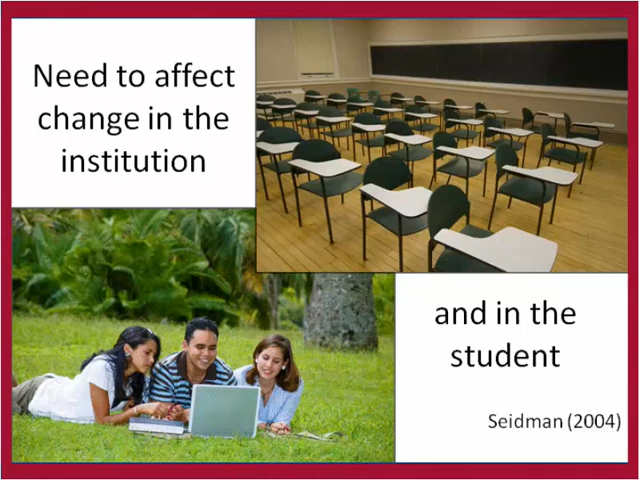 Need to affect
change in the
institution
and in the
student
Seidman (2004)